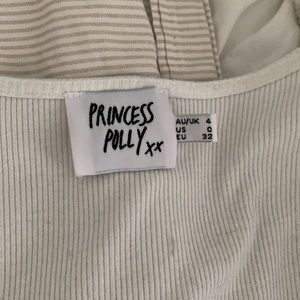 PRINCESS
POLLY xx
AU/UK 4
US 0
EU 32